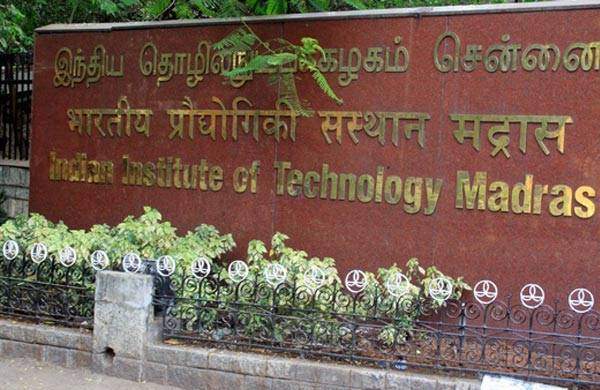 இந்திய தொழில்நுட்பக்கழகம் சென்னை
भारतीय प्रौद्योगिकी संस्थान मद्रास
Indian Institute of Technology Madras